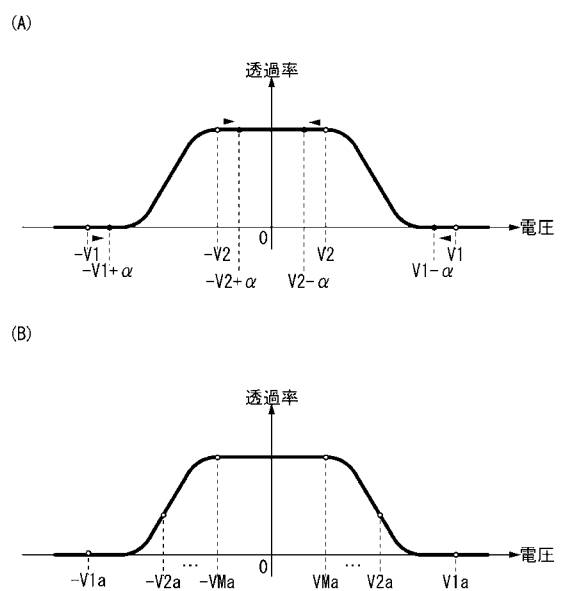 (A)
透過率
電圧
0
-V1
-V1+α
-V2
-V2+α
V2
V2-α
V1
V1-α
(B)
透過率
電圧
0
-V1a
-V2a
...
-VMa
VMa
...
V2a
V1a